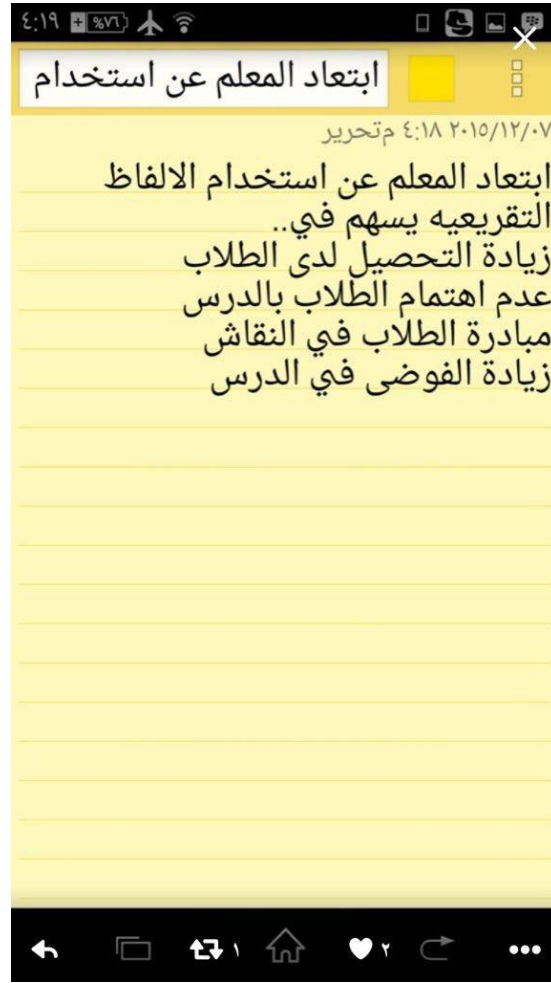 ٤:١٩ ٧٦%
ابتعاد المعلم عن استخدام
٢٠١٥/١٢/٠٧ ٤:١٨ متحرير
ابتعاد المعلم عن استخدام الالفاظ
التقريعيه يسهم في..
زيادة التحصيل لدى الطلاب
عدم اهتمام الطلاب بالدرس
مبادرة الطلاب في النقاش
زيادة الفوضى في الدرس
١ ٢